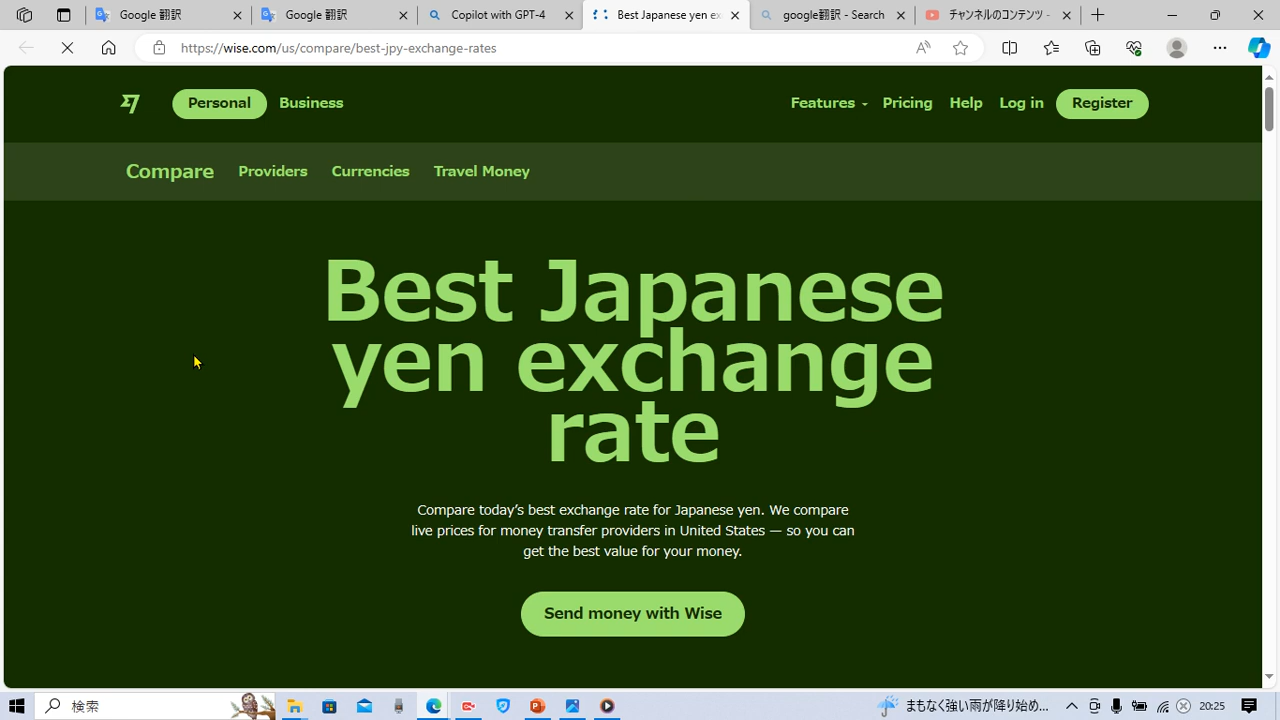 Google 翻訳
Google 翻訳
Copilot with GPT-4
Best Japanese yen ex
google翻訳 - Search
チャンネルのコンテンツ -
https://wise.com/us/compare/best-jpy-exchange-rates
Personal Business Features Pricing Help Log in Register
Compare Providers Currencies Travel Money
Best Japanese
yen exchange
rate
Compare today’s best exchange rate for Japanese yen. We compare
live prices for money transfer providers in United States — so you can
get the best value for your money.
Send money with Wise
検索
まもなく強い雨が降り始め...
20:25